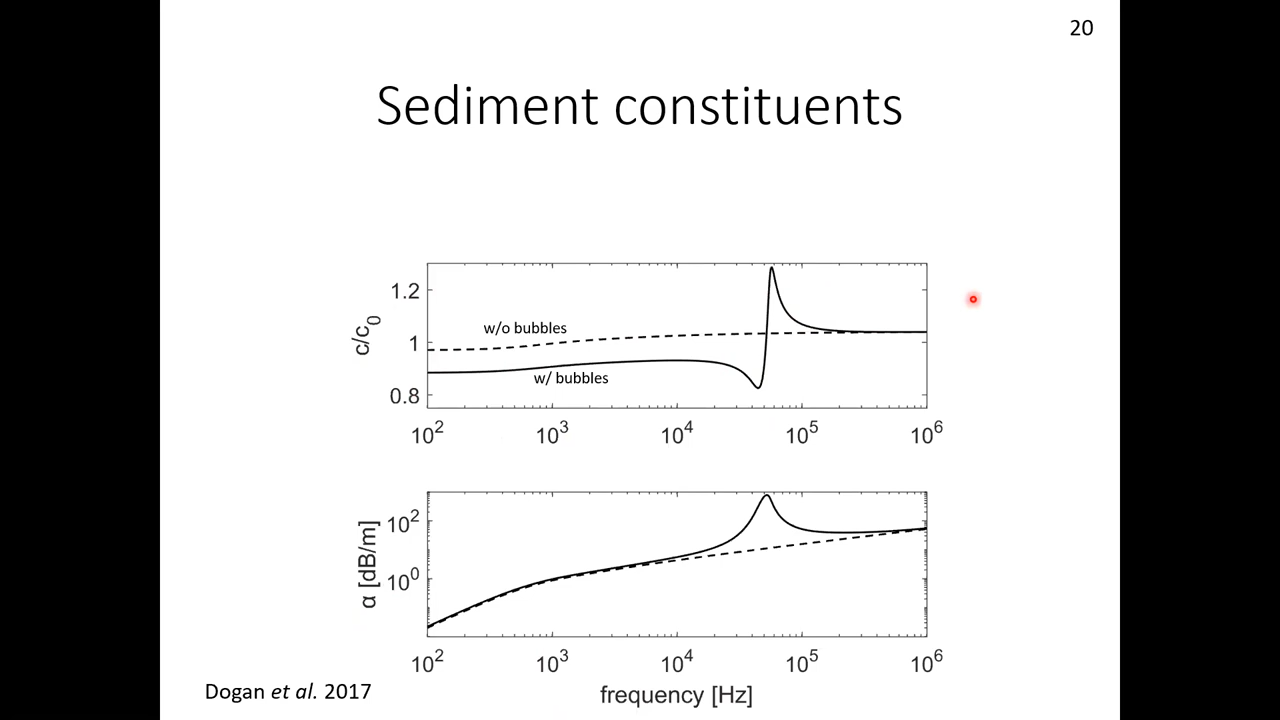 20
Sediment constituents
c/c0
1.2
1
0.8
w/o bubbles
w/ bubbles
10^2 10^3 10^4 10^5 10^6
α [dB/m]
10^2
10^0
10^2 10^3 10^4 10^5 10^6
frequency [Hz]
Dogan et al. 2017